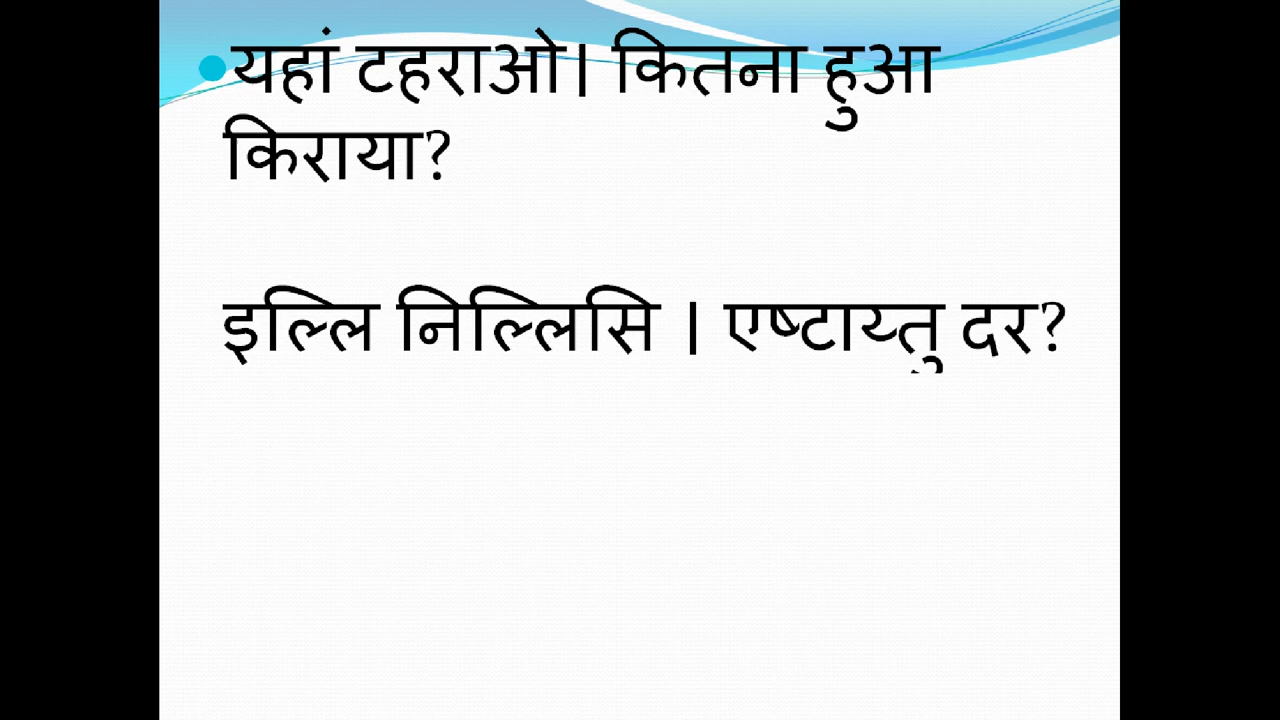 यहां टहराओ। कितना हुआ
किराया?
इल्लि निल्लिसि । एष्टाय्तु दर?